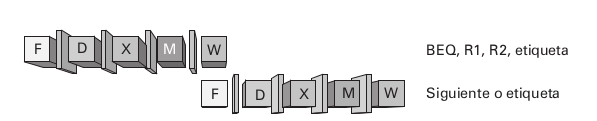 F D X M W BEQ, R1, R2, etiqueta
F D X M W Siguiente o etiqueta